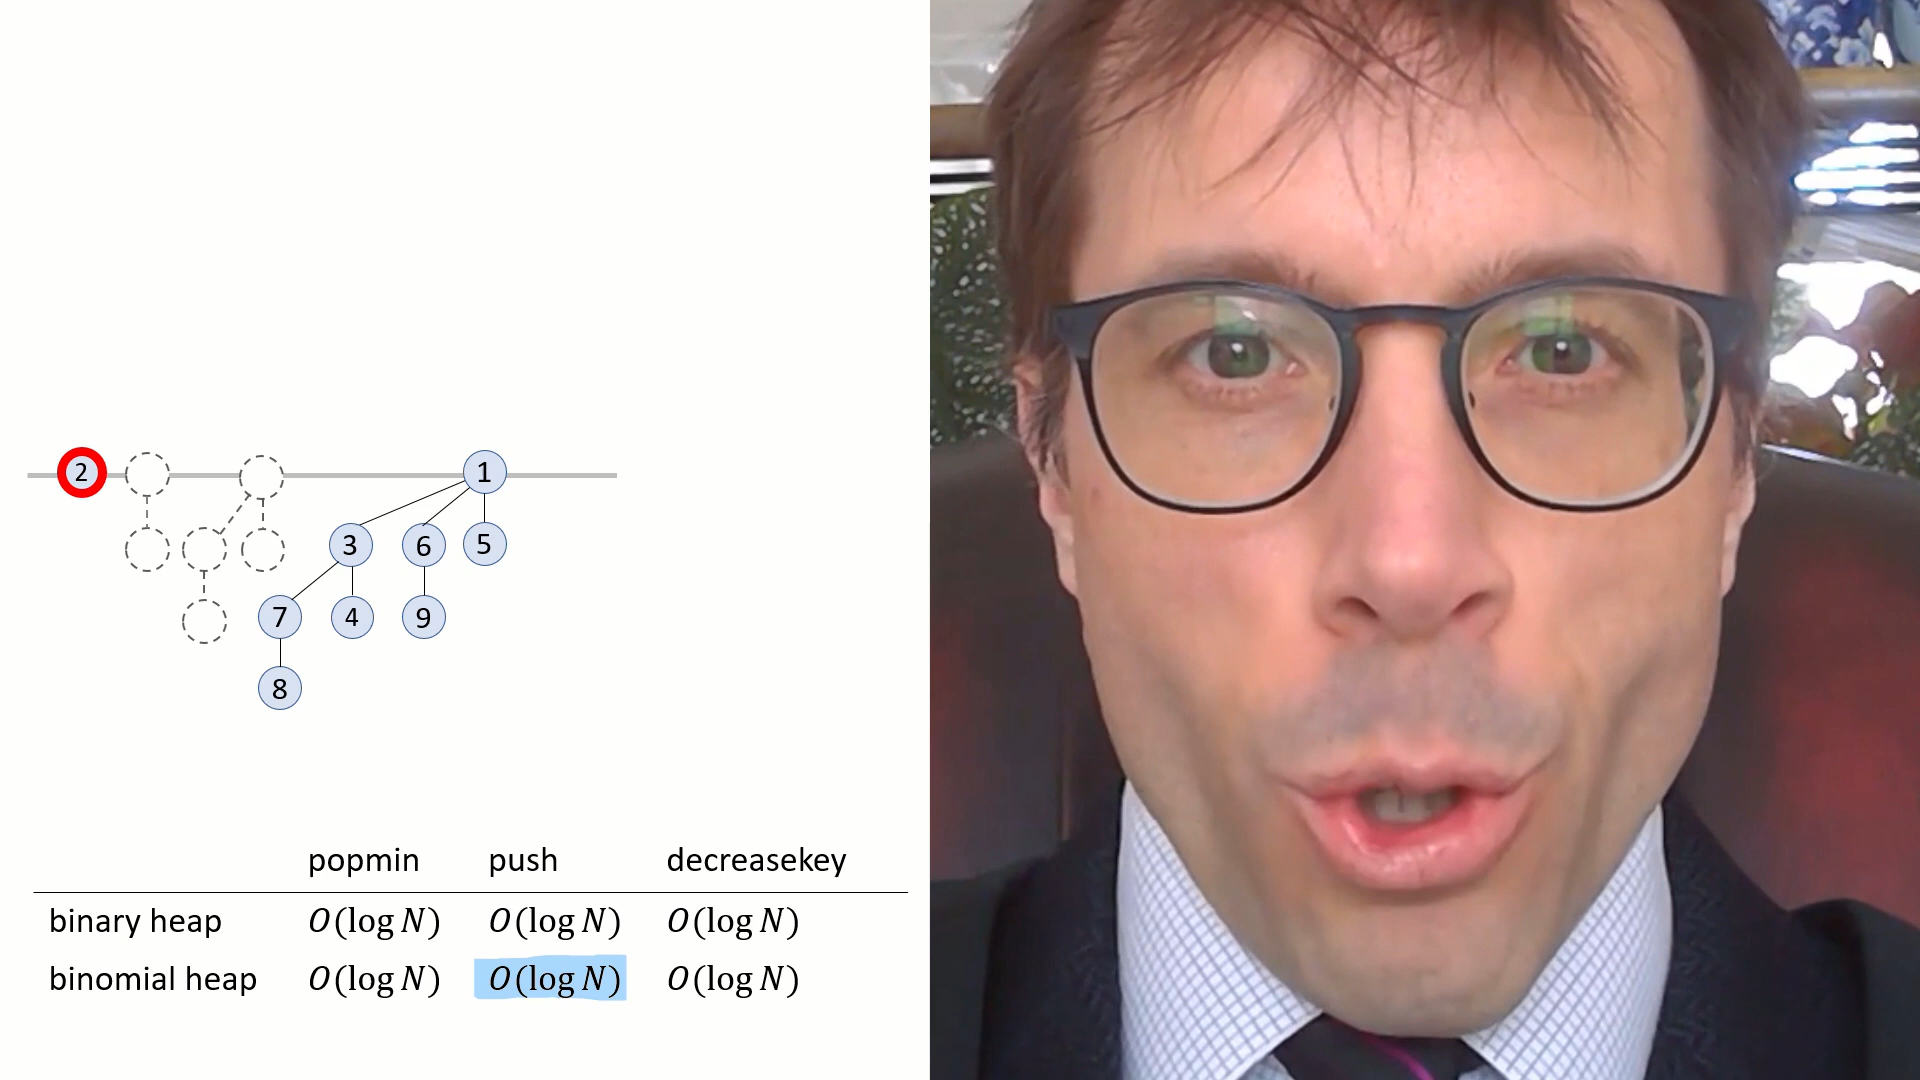 2 1
3 6 5
7 4 9
8
popmin push decreasekey
binary heap O(log N) O(log N) O(log N)
binomial heap O(log N) O(log N) O(log N)